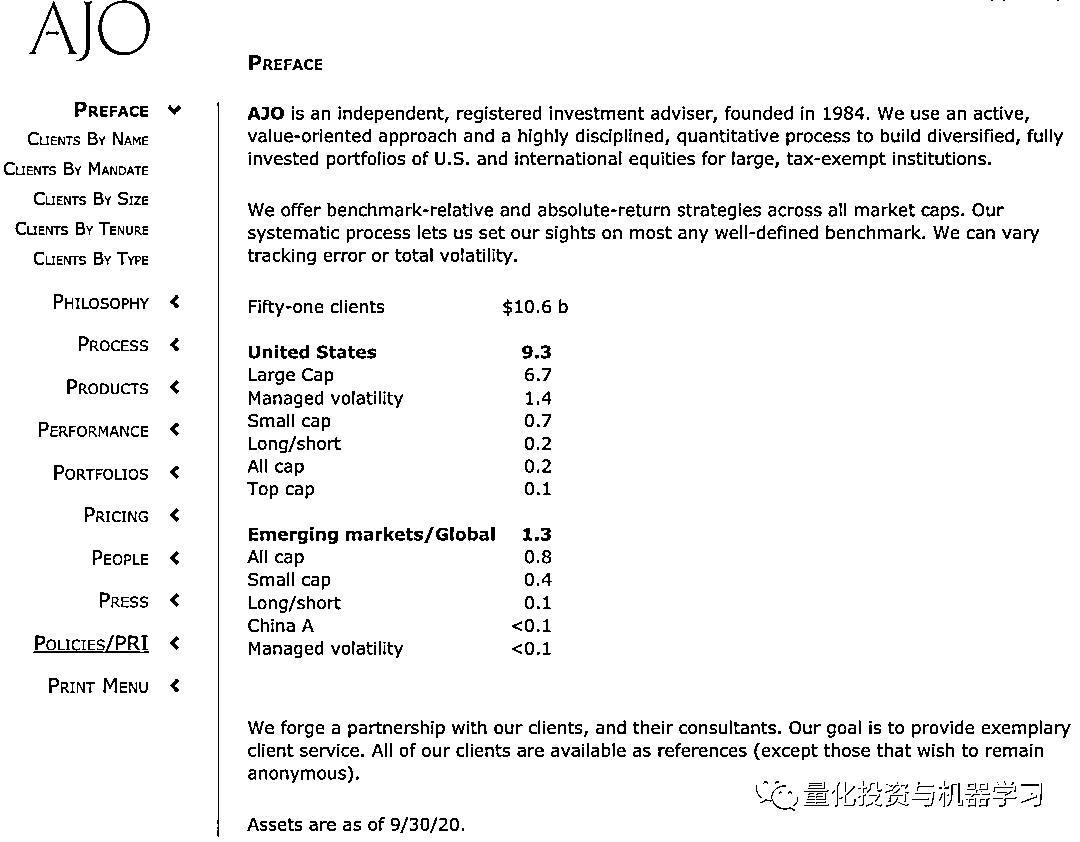 AJO
PREFACE
CLIENTS BY NAME
CLIENTS BY MANDATE
CLIENTS BY SIZE
CLIENTS BY TENURE
CLIENTS BY TYPE
PHILOSOPHY
PROCESS
PRODUCTS
PERFORMANCE
PORTFOLIOS
PRICING
PEOPLE
PRESS
POLICIES/PRI
PRINT MENU
PREFACE
AJO is an independent, registered investment adviser, founded in 1984. We use an active,
value-oriented approach and a highly disciplined, quantitative process to build diversified, fully
invested portfolios of U.S. and international equities for large, tax-exempt institutions.
We offer benchmark-relative and absolute-return strategies across all market caps. Our
systematic process lets us set our sights on most any well-defined benchmark. We can vary
tracking error or total volatility.
Fifty-one clients $10.6 b
United States 9.3
Large Cap 6.7
Managed volatility 1.4
Small cap 0.7
Long/short 0.2
All cap 0.2
Top cap 0.1
Emerging markets/Global 1.3
All cap 0.8
Small cap 0.4
Long/short 0.1
China A <0.1
Managed volatility <0.1
We forge a partnership with our clients, and their consultants. Our goal is to provide exemplary
client service. All of our clients are available as references (except those that wish to remain
anonymous).
量化投资与机器学习
Assets are as of 9/30/20.